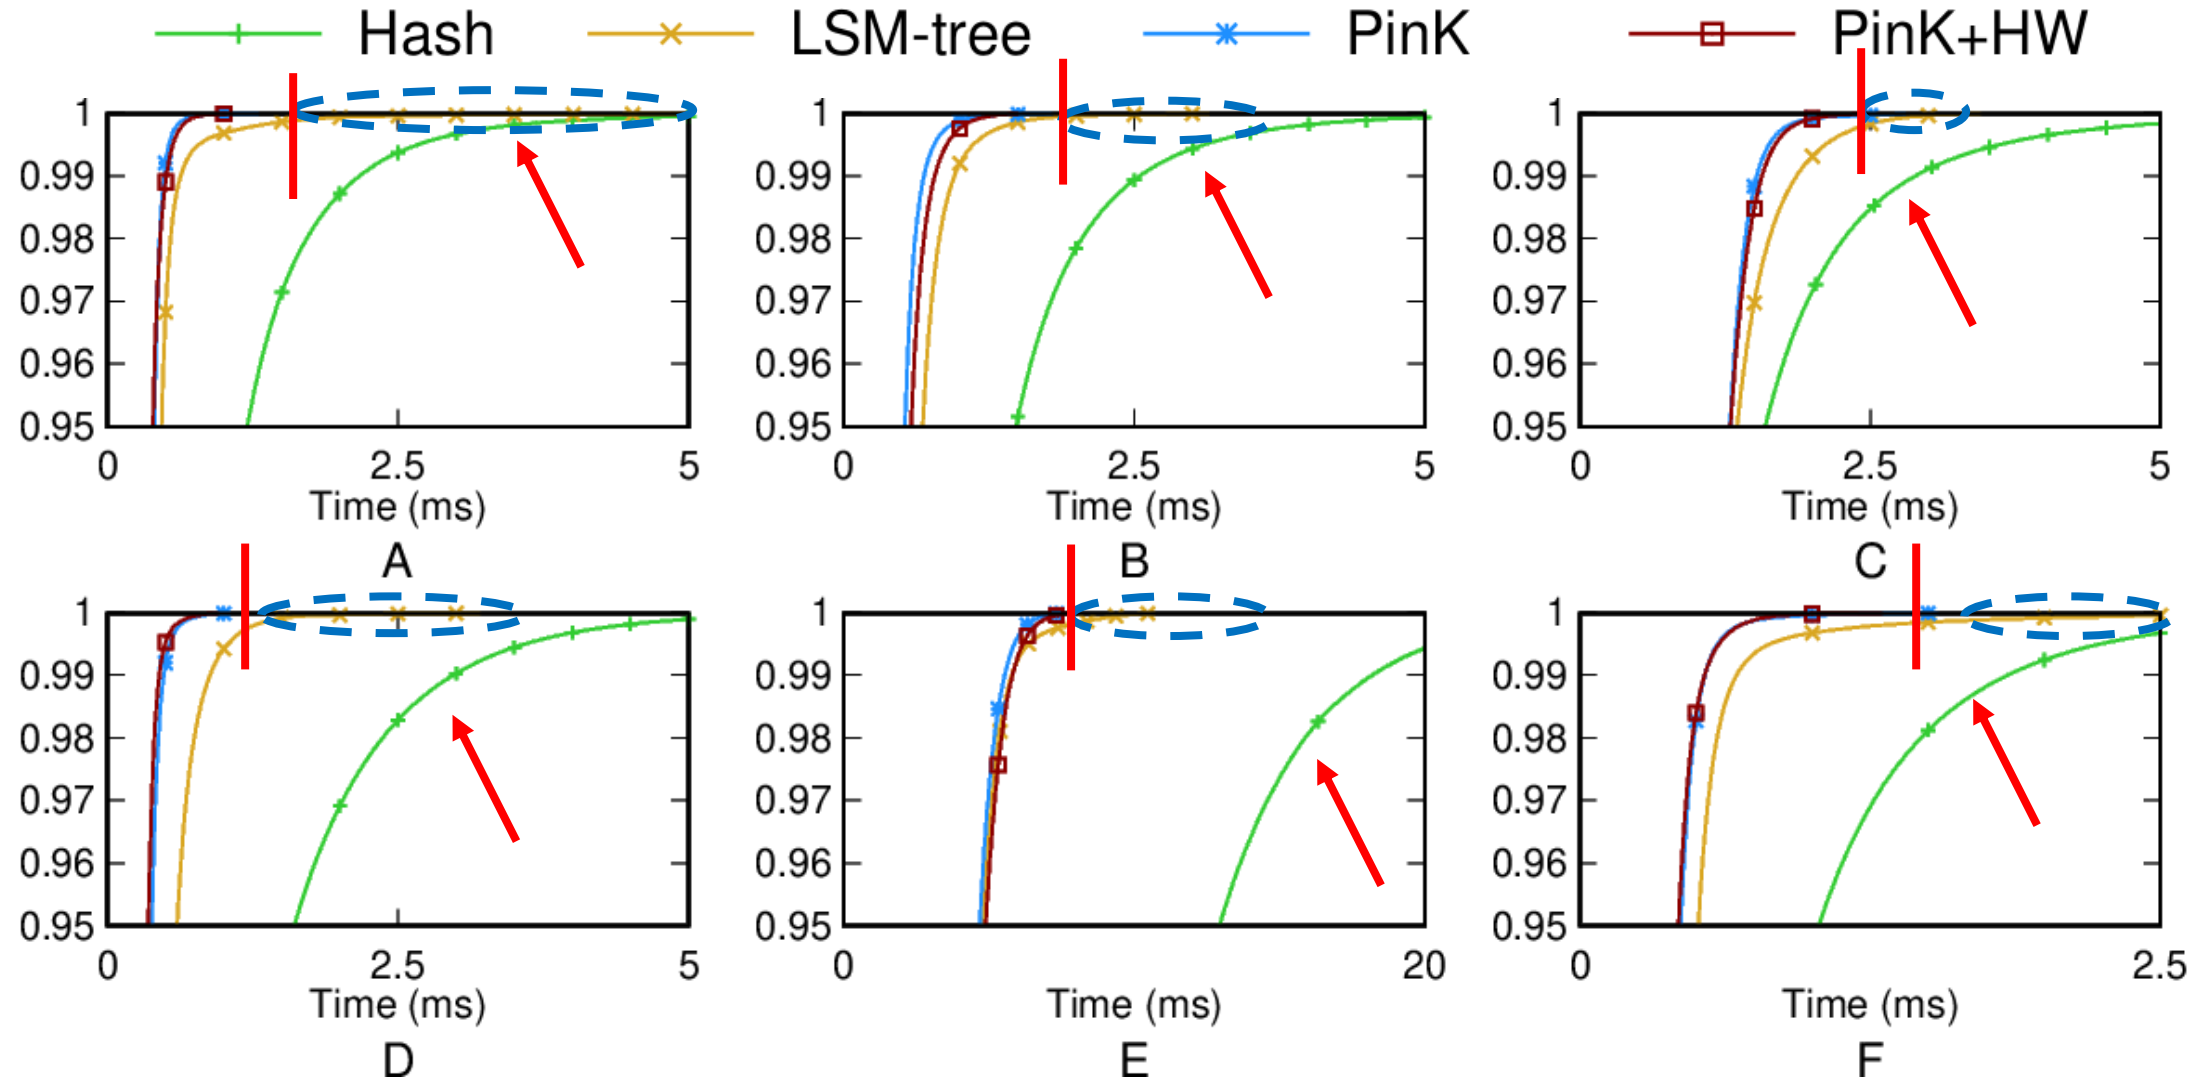 Hash LSM-tree PinK PinK+HW
1 1 1
0.99 0.99 0.99
0.98 0.98 0.98
0.97 0.97 0.97
0.96 0.96 0.96
0.95 0.95 0.95
0 2.5 5 0 2.5 5 0 2.5 5
Time (ms) Time (ms) Time (ms)
A B C
1 1 1
0.99 0.99 0.99
0.98 0.98 0.98
0.97 0.97 0.97
0.96 0.96 0.96
0.95 0.95 0.95
0 2.5 5 0 20 0 2.5
Time (ms) Time (ms) Time (ms)
D E F